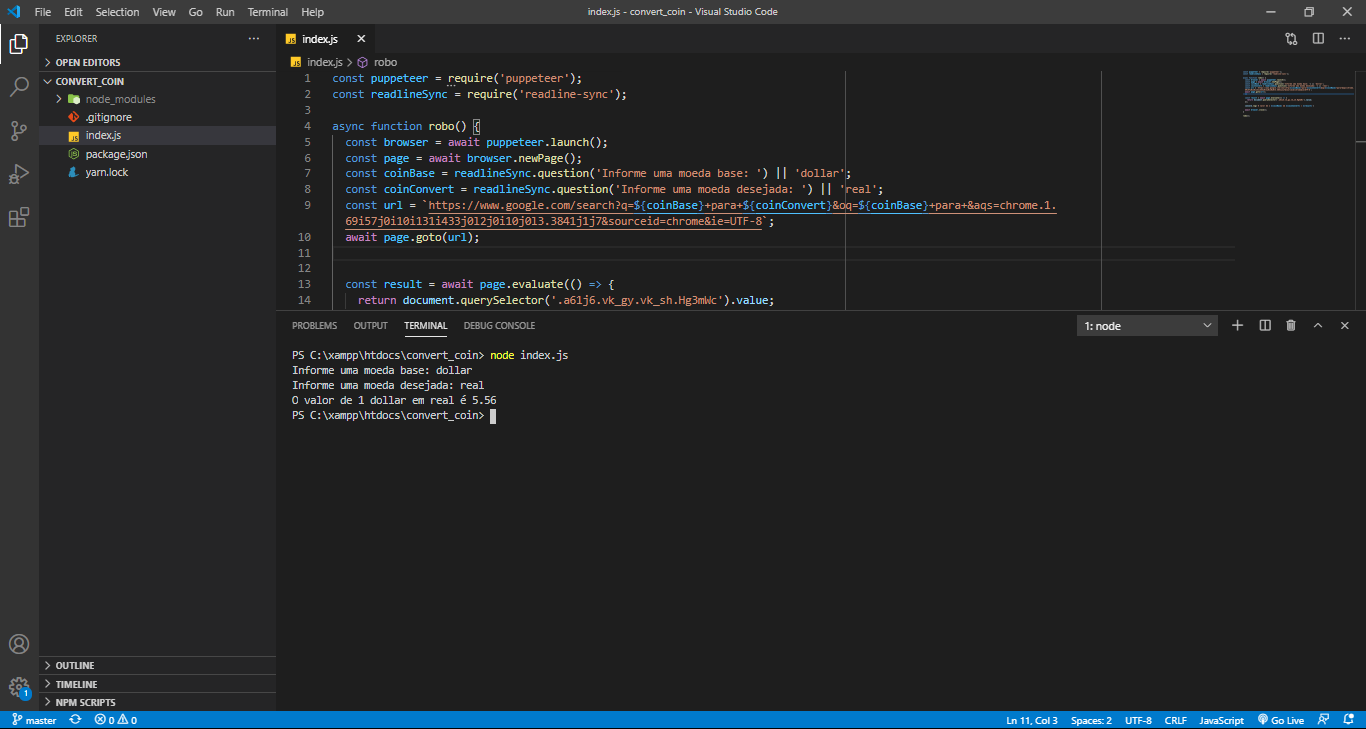 File Edit Selection View Go Run Terminal Help
index.js - convert_coin - Visual Studio Code
EXPLORER
OPEN EDITORS
CONVERT_COIN
node_modules
.gitignore
index.js
package.json
yarn.lock
OUTLINE
TIMELINE
NPM SCRIPTS
JS index.js
JS index.js > robo
1 const puppeteer = require('puppeteer');
2 const readlineSync = require('readline-sync');
3
4 async function robo() {
5 const browser = await puppeteer.launch();
6 const page = await browser.newPage();
7 const coinBase = readlineSync.question('Informe uma moeda base: ') || 'dollar';
8 const coinConvert = readlineSync.question('Informe uma moeda desejada: ') || 'real';
9 const url = `https://www.google.com/search?q=${coinBase}+para+${coinConvert}&oq=${coinBase}+para+&aqs=chrome.1.
69i57j0i10i131i433j0l2j0i10j0l3.3841j1j7&sourceid=chrome&ie=UTF-8`;
10 await page.goto(url);
11
12
13 const result = await page.evaluate(() => {
14 return document.querySelector('.a61j6.vk_gy.vk_sh.Hg3mWc').value;
PROBLEMS OUTPUT TERMINAL DEBUG CONSOLE
1: node
PS C:\xampp\htdocs\convert_coin> node index.js
Informe uma moeda base: dollar
Informe uma moeda desejada: real
O valor de 1 dollar em real é 5.56
PS C:\xampp\htdocs\convert_coin>
1
master 0 0
Ln 11, Col 3 Spaces: 2 UTF-8 CRLF JavaScript Go Live